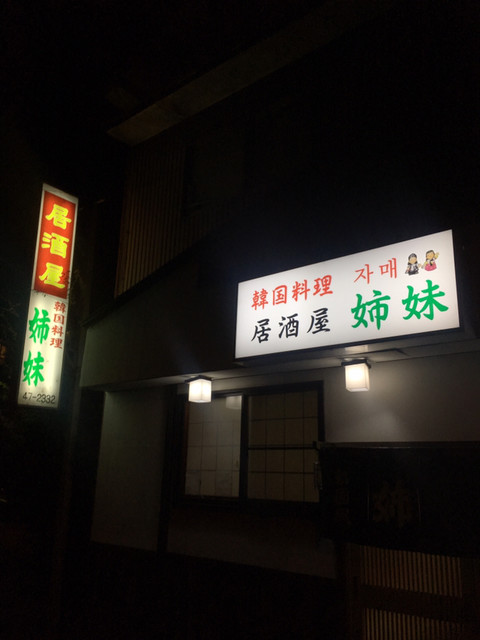 居酒屋
韓国料理
姉妹
47-2332
韓国料理 자매
居酒屋 姉妹